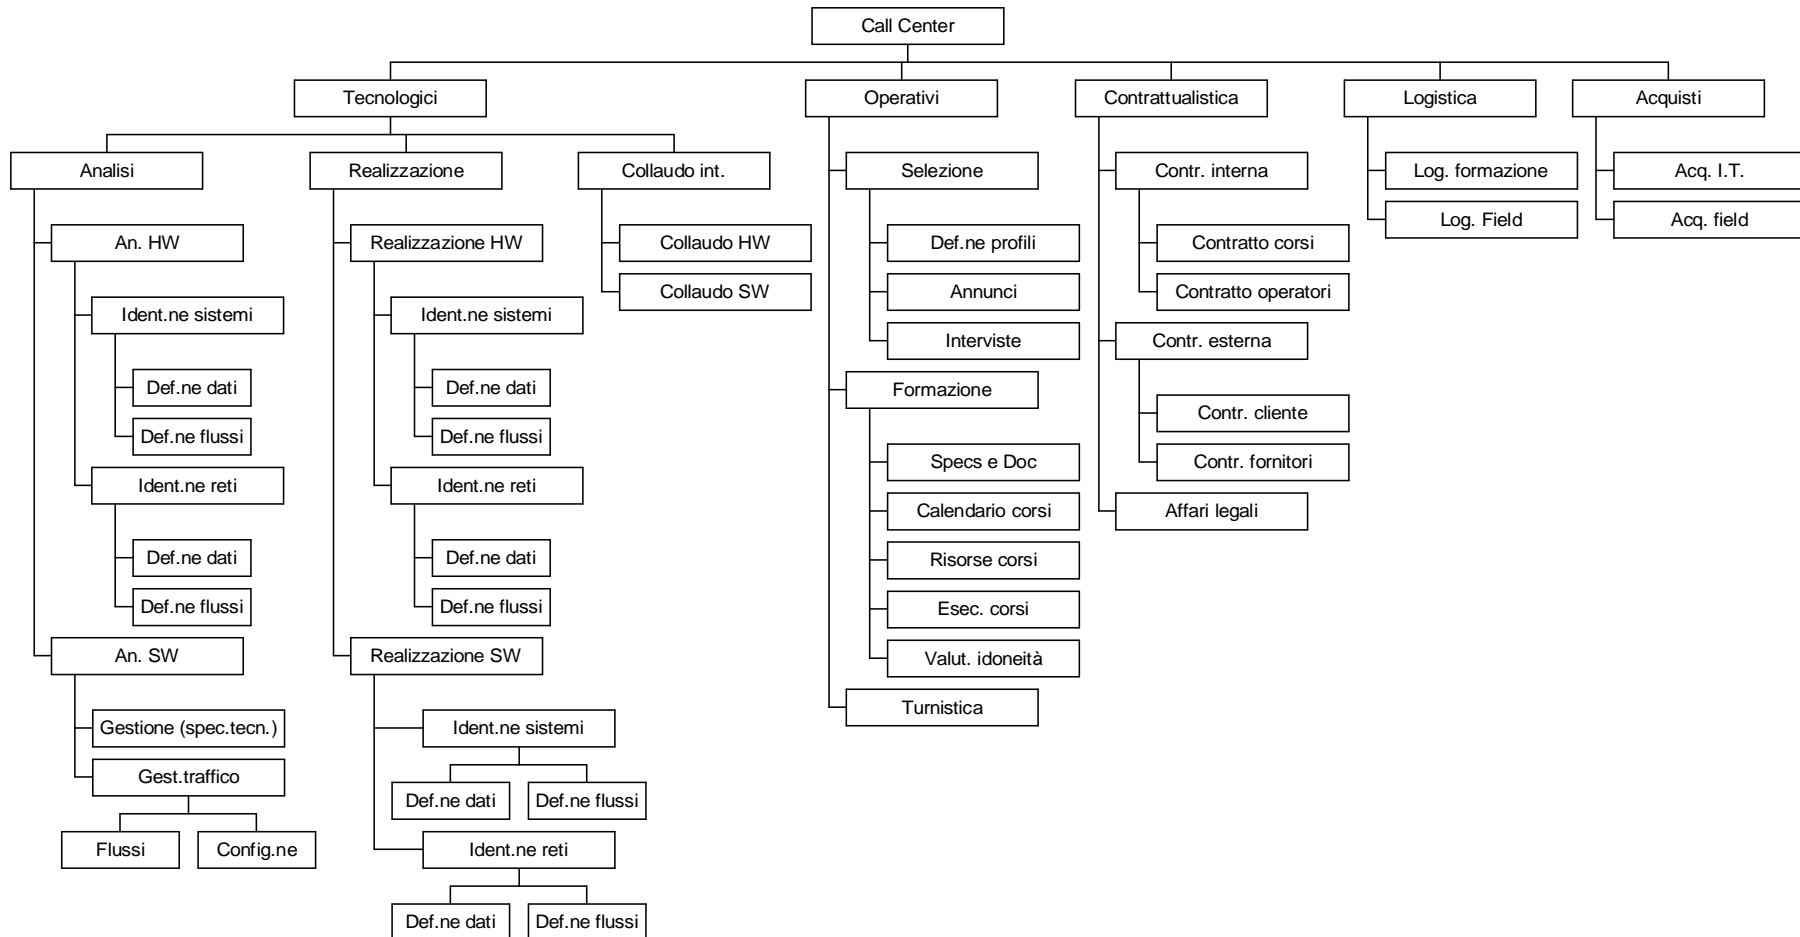 Call Center
Tecnologici
Operativi
Contrattualistica
Logistica
Acquisti
Analisi
Realizzazione
Collaudo int.
Selezione
Contr. interna
Log. formazione
Acq. I.T.
Log. Field
Acq. field
An. HW
Realizzazione HW
Collaudo HW
Def.ne profili
Contratto corsi
Collaudo SW
Annunci
Contratto operatori
Ident.ne sistemi
Ident.ne sistemi
Interviste
Contr. esterna
Def.ne dati
Def.ne dati
Formazione
Contr. cliente
Def.ne flussi
Def.ne flussi
Specs e Doc
Contr. fornitori
Ident.ne reti
Ident.ne reti
Calendario corsi
Affari legali
Def.ne dati
Def.ne dati
Risorse corsi
Def.ne flussi
Def.ne flussi
Esec. corsi
An. SW
Realizzazione SW
Valut. idoneità
Turnistica
Gestione (spec.tecn.)
Ident.ne sistemi
Gest.traffico
Def.ne dati
Def.ne flussi
Flussi
Config.ne
Ident.ne reti
Def.ne dati
Def.ne flussi